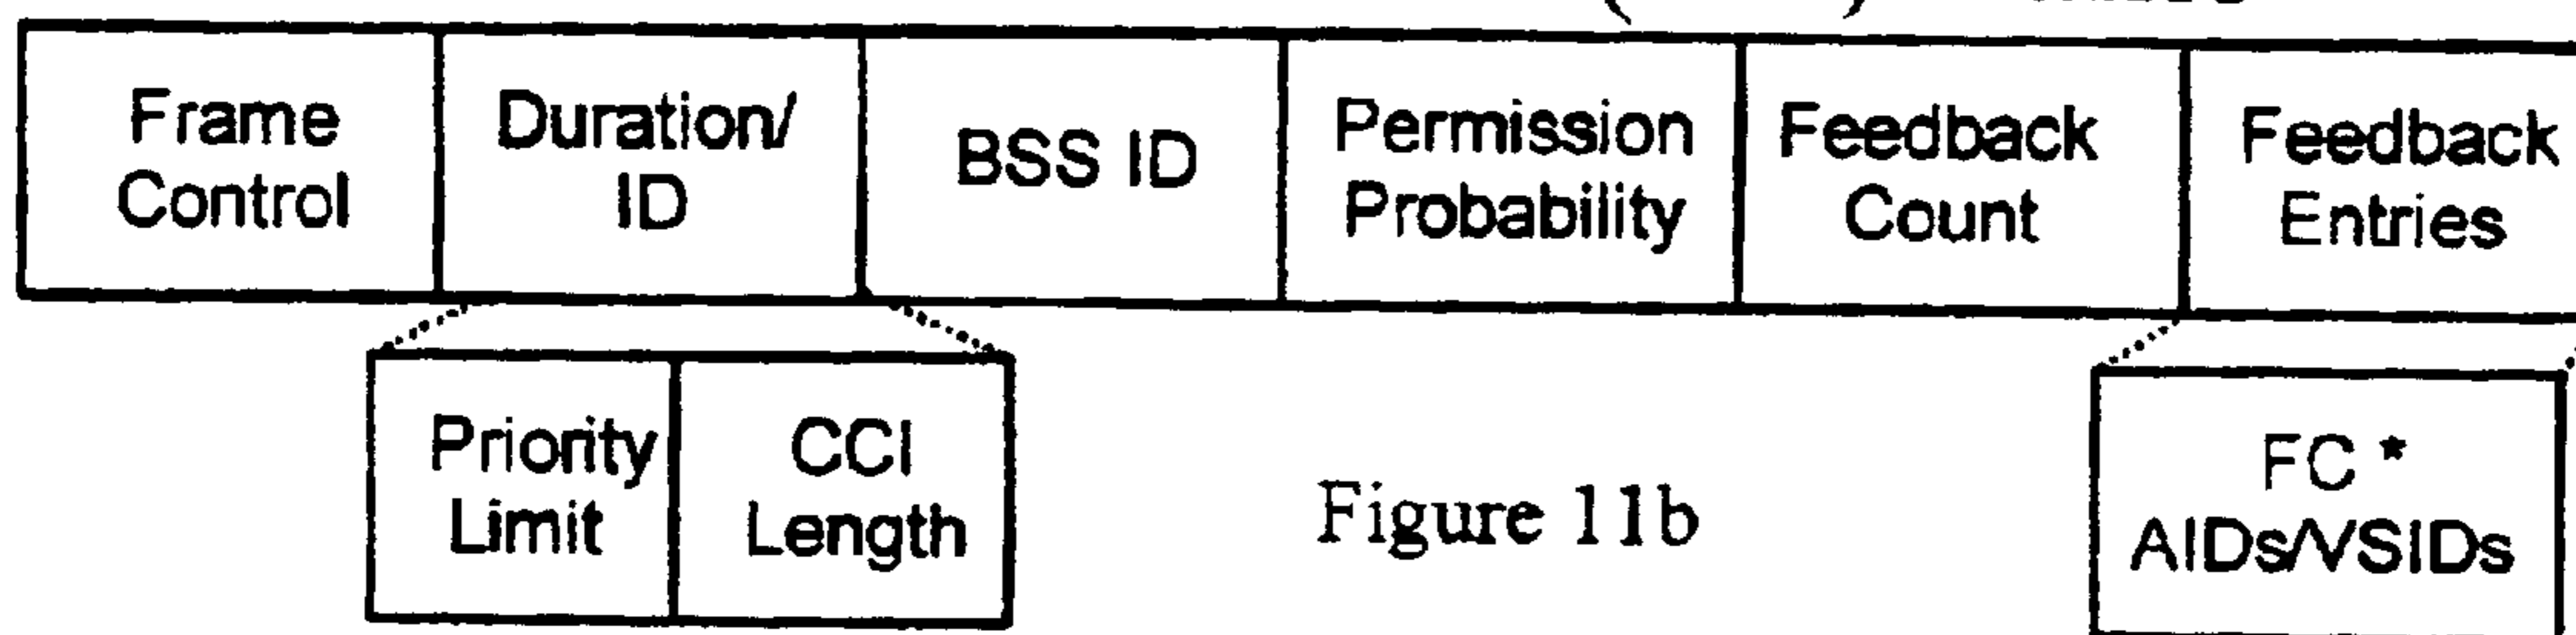 Frame
Control
Duration/
ID
BSS ID
Permission
Probability
Feedback
Count
Feedback
Entries
Priority
Limit
CCI
Length
FC *
AIDs/VSIDs
Figure 11b